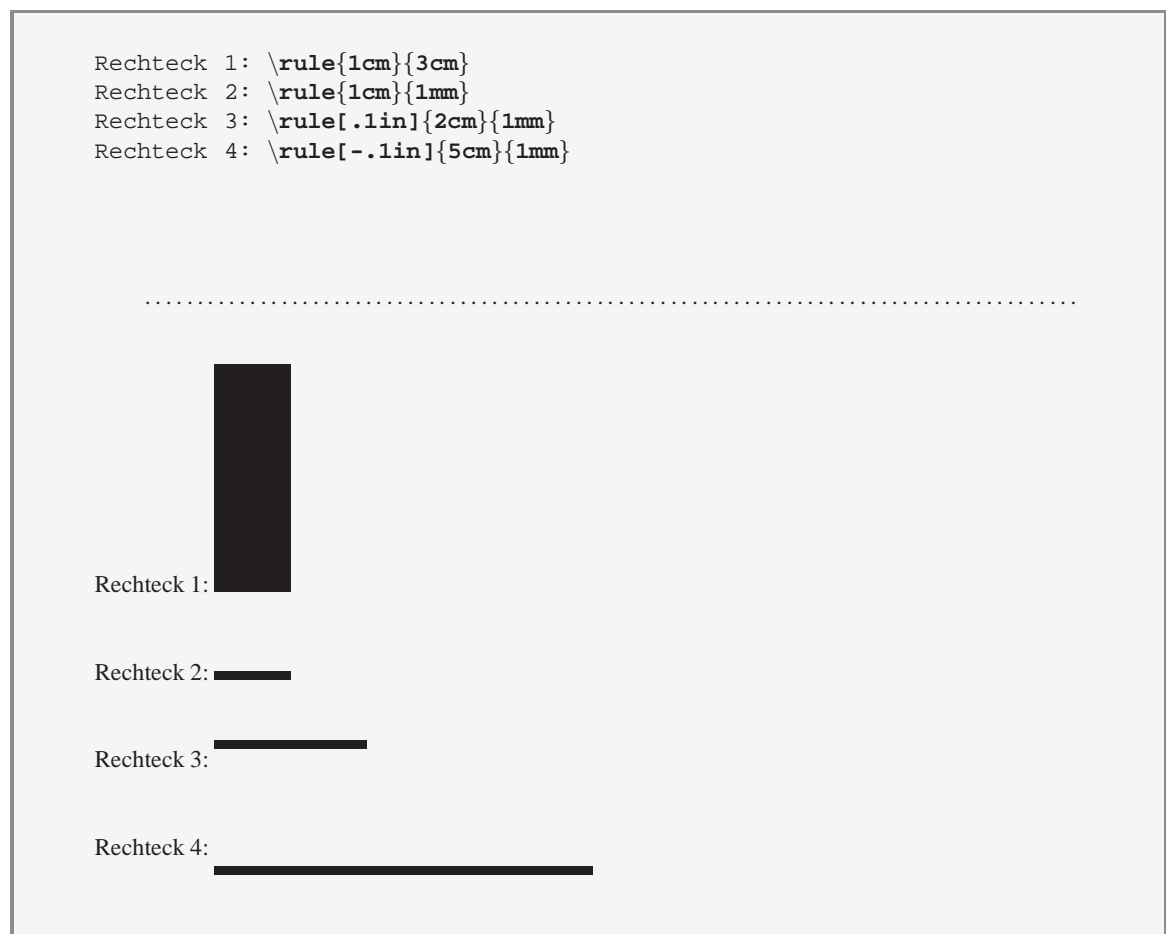 Rechteck 1: \rule{1cm}{3cm}
Rechteck 2: \rule{1cm}{1mm}
Rechteck 3: \rule[.1in]{2cm}{1mm}
Rechteck 4: \rule[-.1in]{5cm}{1mm}
Rechteck 1:
Rechteck 2:
Rechteck 3:
Rechteck 4: